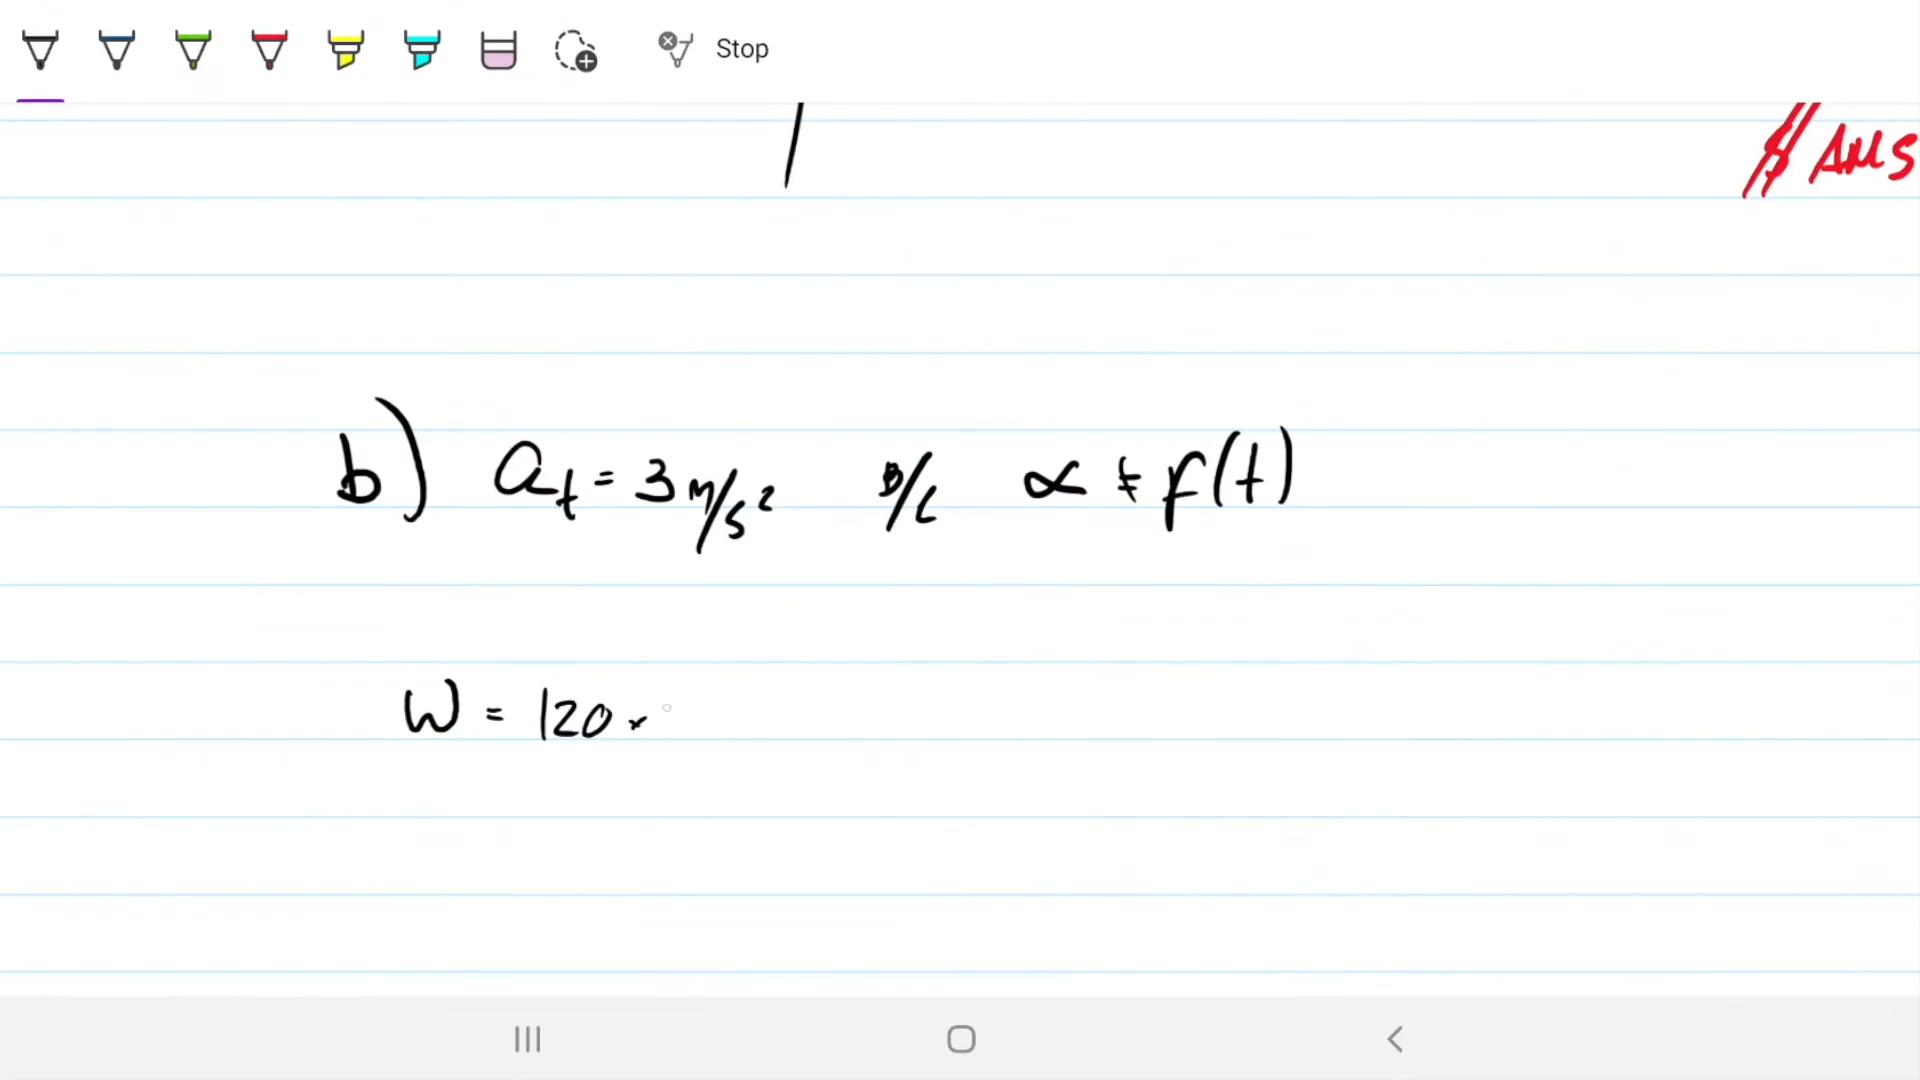 Stop
// Ans
b) a_t = 3 m/s² B/C α ≠ f(t)
W = 120 ×